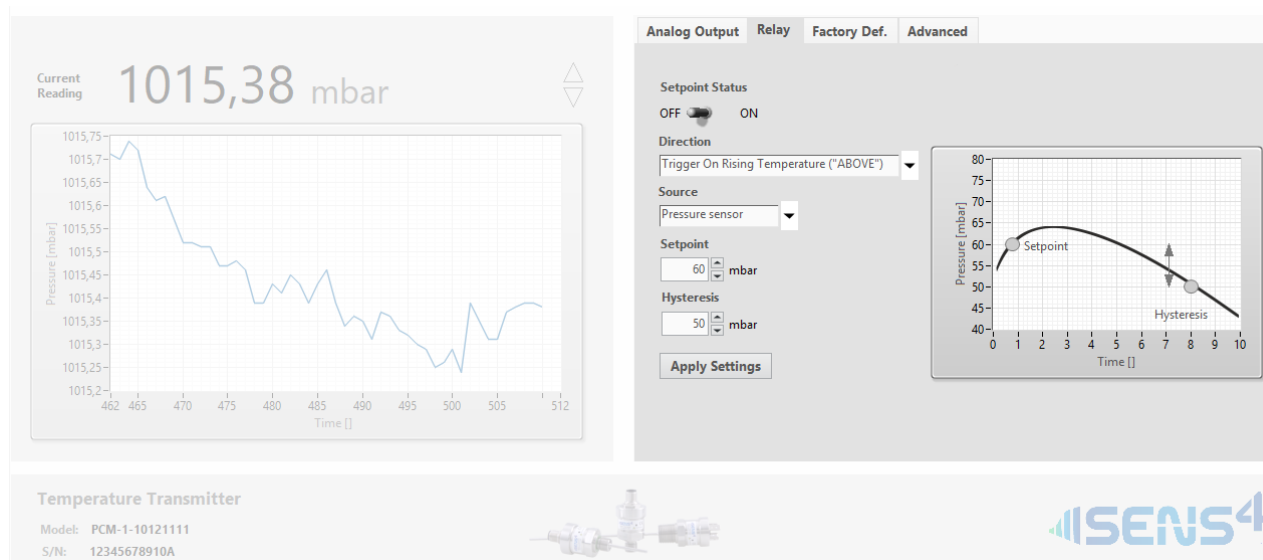 Current
Reading
1015,38 mbar
1015,75
1015,7
1015,65
1015,6
1015,55
1015,5
1015,45
1015,4
1015,35
1015,3
1015,25
1015,2
Pressure [mbar]
462 465 470 475 480 485 490 495 500 505 512
Time []
Analog Output Relay Factory Def. Advanced
Setpoint Status
OFF ON
Direction
Trigger On Rising Temperature ("ABOVE")
Source
Pressure sensor
Setpoint
60 mbar
Hysteresis
50 mbar
Apply Settings
80
75
70
65
60
55
50
45
40
Pressure [mbar]
Setpoint
Hysteresis
0 1 2 3 4 5 6 7 8 9 10
Time []
Temperature Transmitter
Model: PCM-1-10121111
S/N: 12345678910A
SENS4